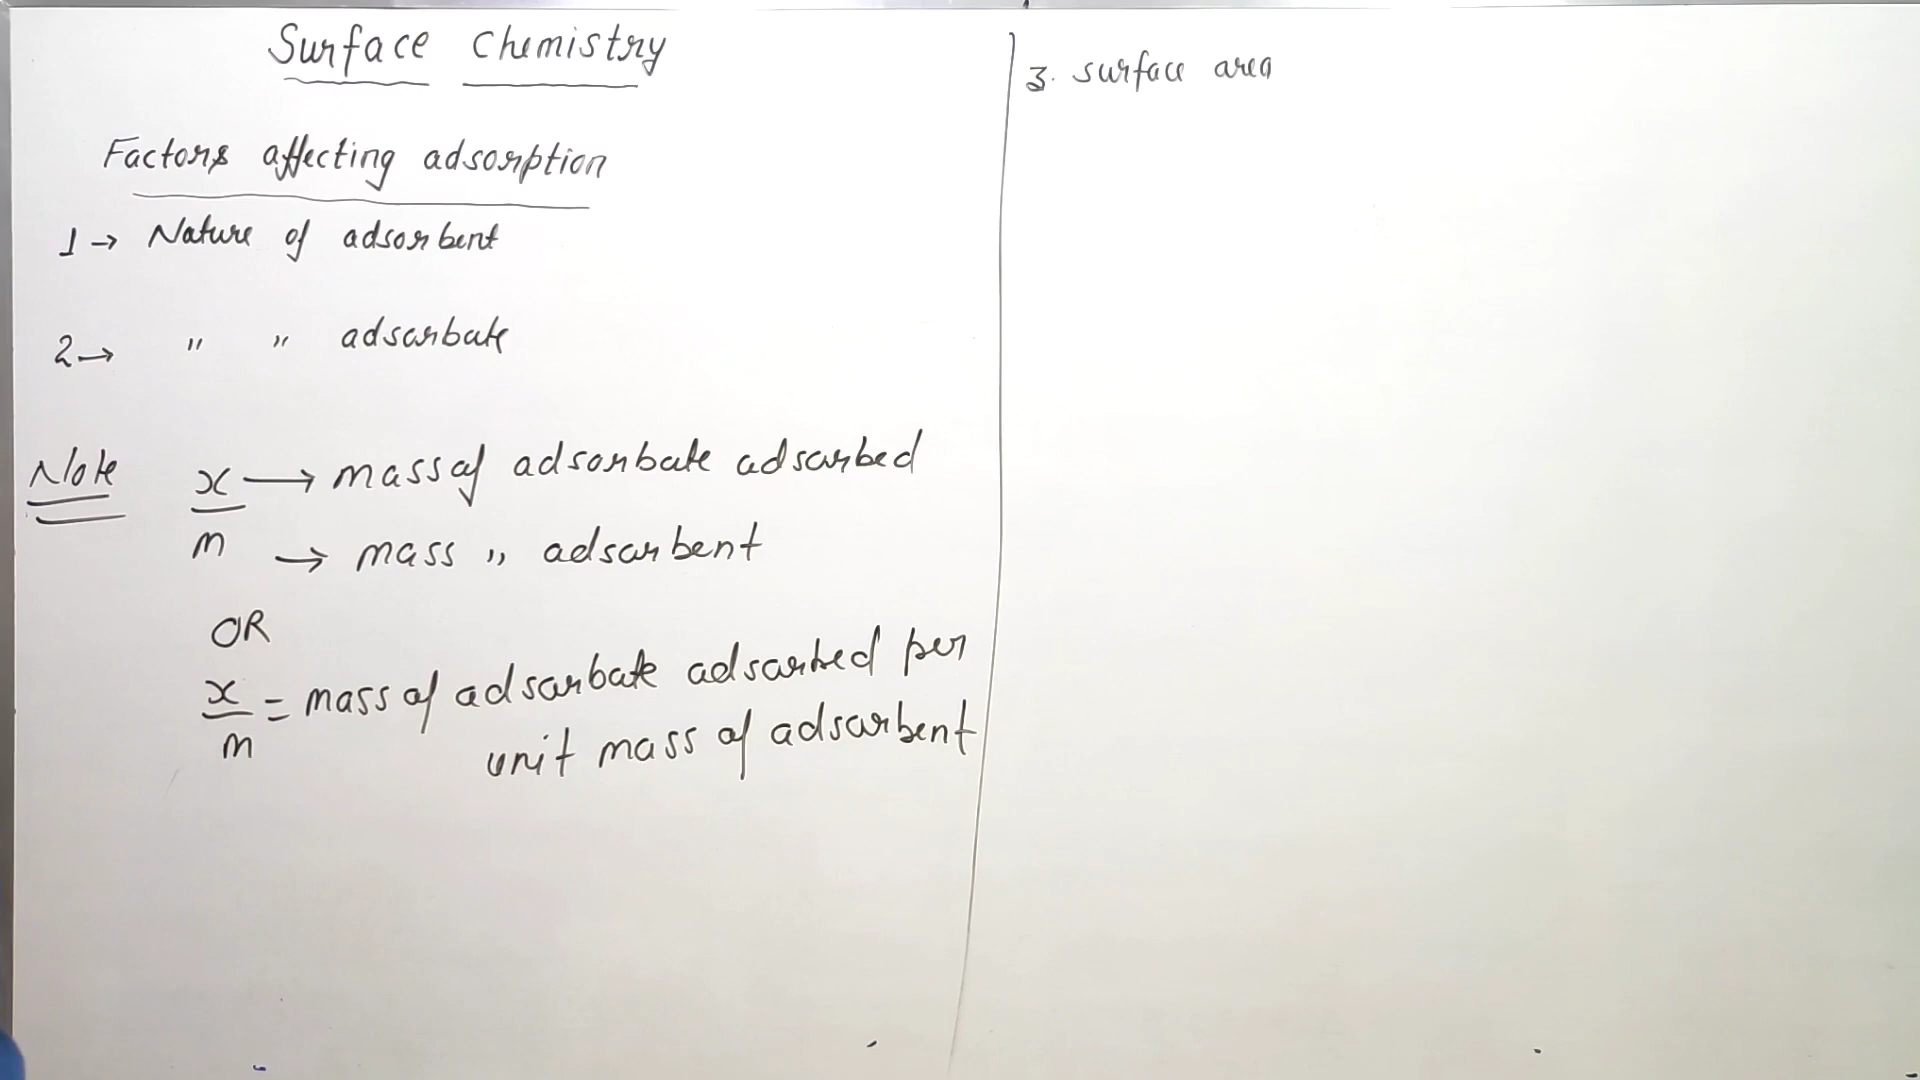 Surface Chemistry
Factors affecting adsorption
1 → Nature of adsorbent
2 → " " adsorbate
Note x → mass of adsorbate adsorbed
m → mass " adsorbent
OR
x/m = mass of adsorbate adsorbed per
unit mass of adsorbent
3. surface area